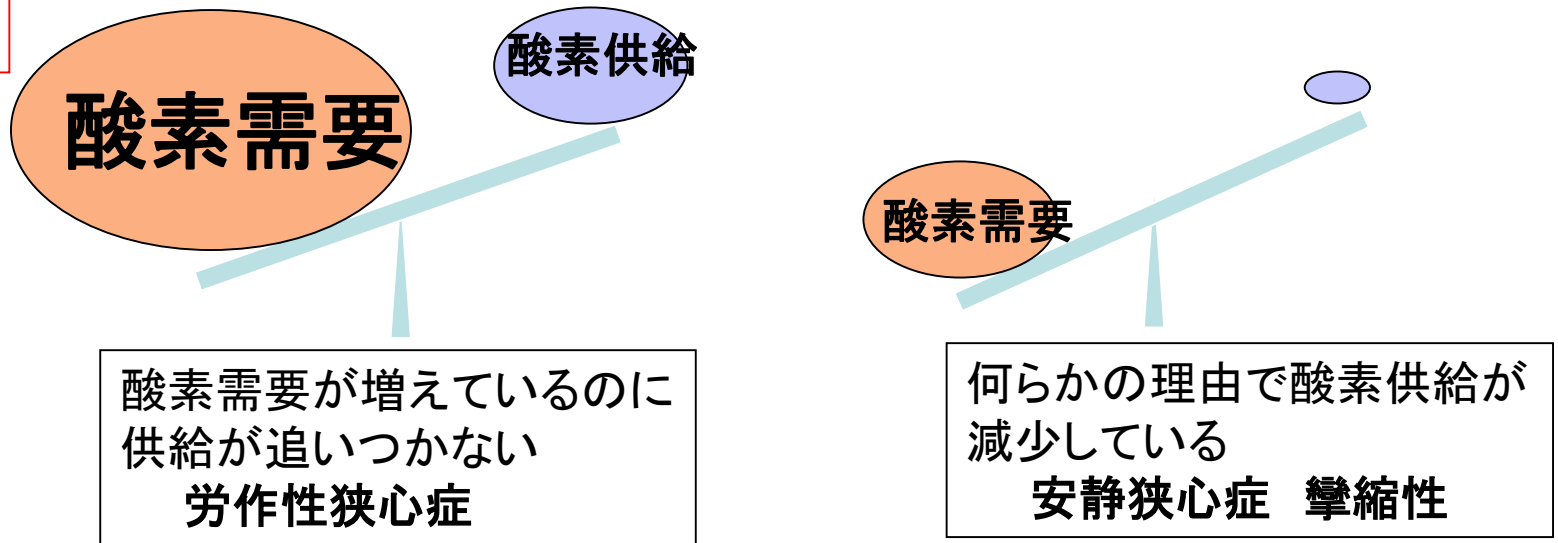 酸素需要
酸素供給
酸素需要が増えているのに
供給が追いつかない
労作性狭心症
酸素需要
何らかの理由で酸素供給が
減少している
安静狭心症　攣縮性